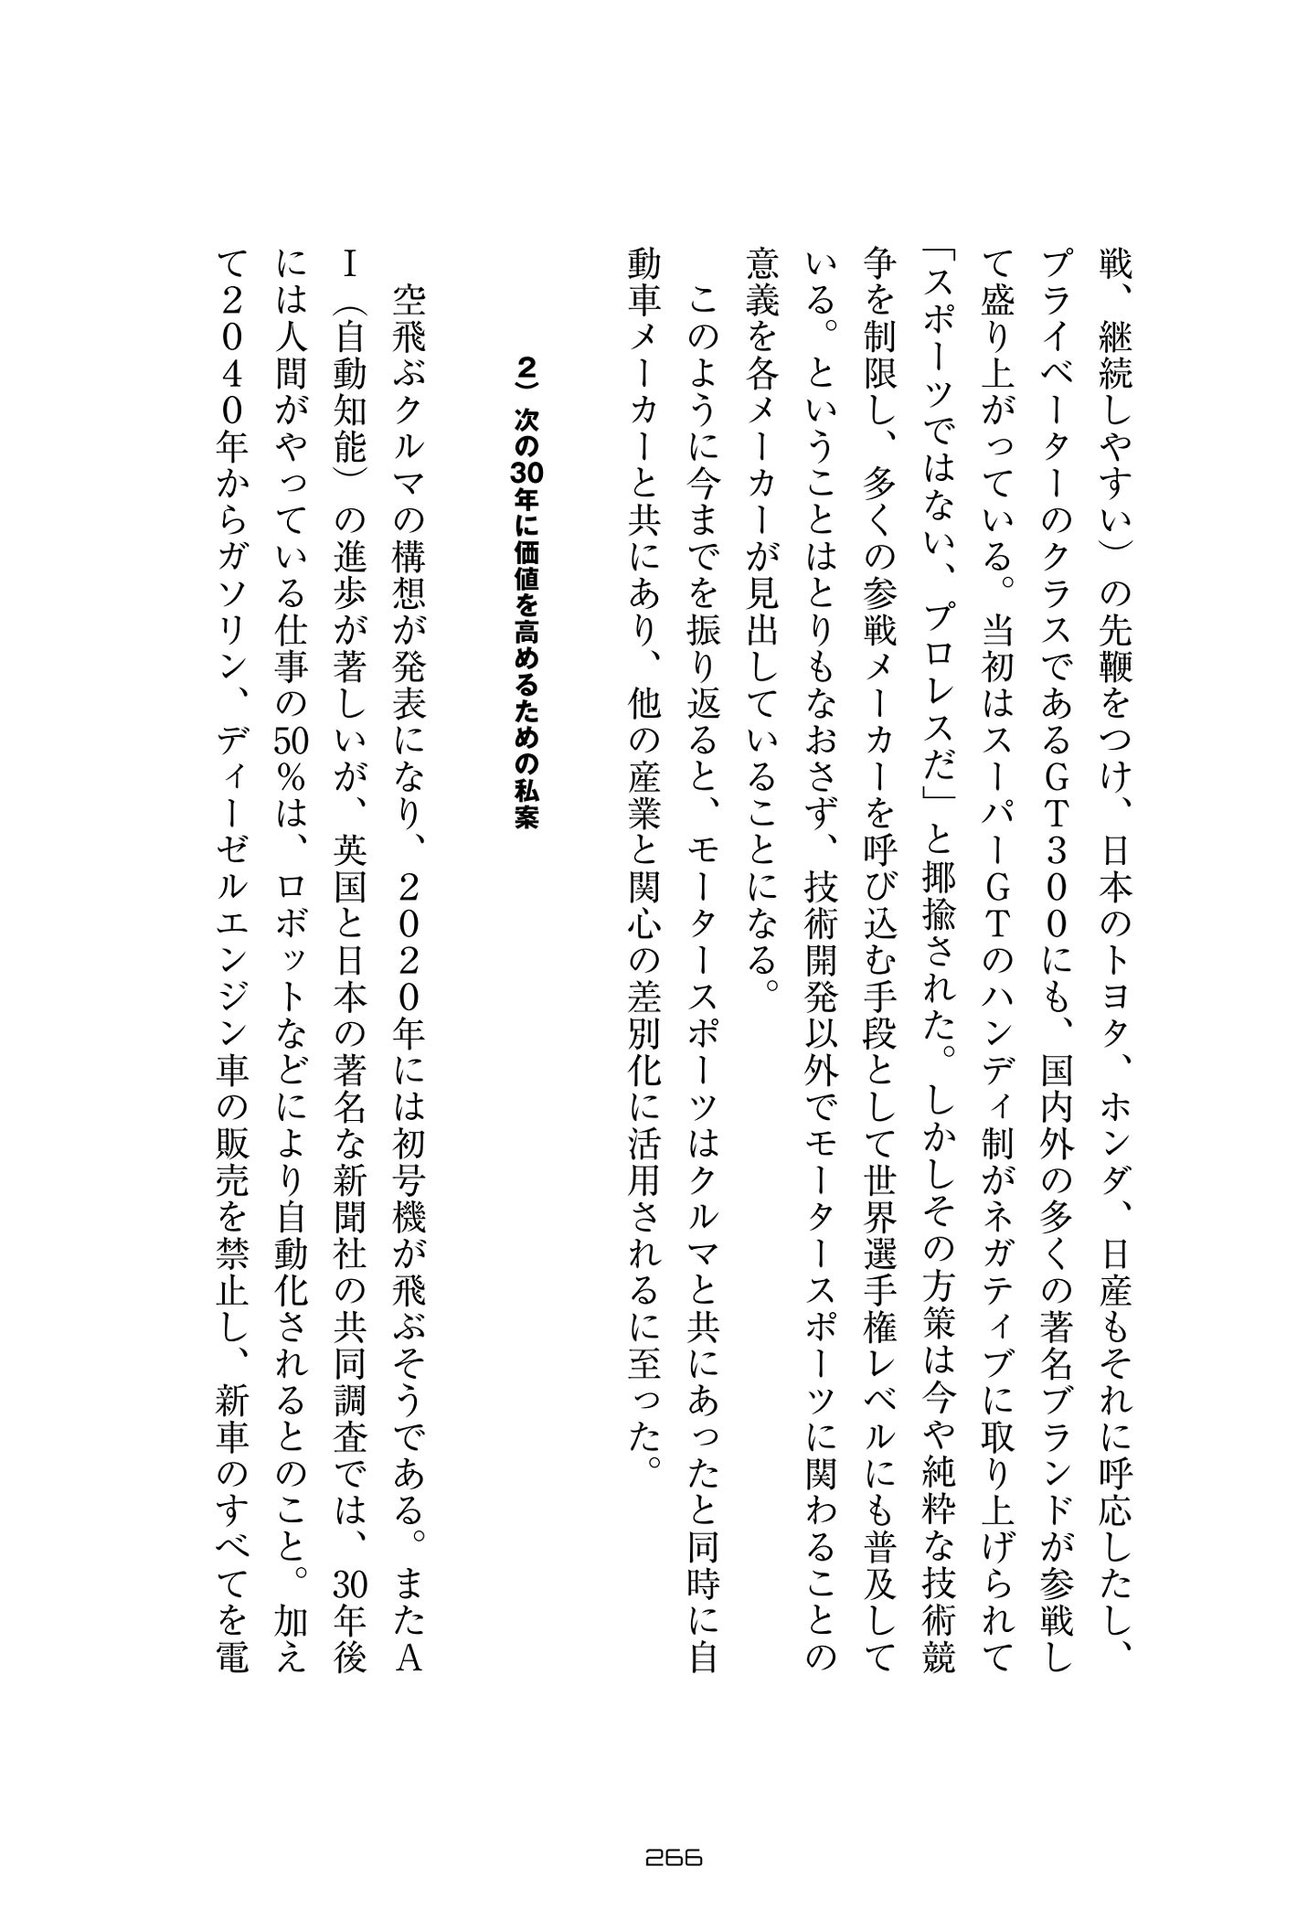 戦、継続しやすい）の先鞭をつけ、日本のトヨタ、ホンダ、日産もそれに呼応したし、
プライベーターのクラスであるGT300にも、国内外の多くの著名ブランドが参戦し
て盛り上がっている。当初はスーパーGTのハンディ制がネガティブに取り上げられて
「スポーツではない、プロレスだ」と揶揄された。しかしその方策は今や純粋な技術競
争を制限し、多くの参戦メーカーを呼び込む手段として世界選手権レベルにも普及して
いる。ということはとりもなおさず、技術開発以外でモータースポーツに関わることの
意義を各メーカーが見出していることになる。
このように今までを振り返ると、モータースポーツはクルマと共にあったと同時に自
動車メーカーと共にあり、他の産業と関心の差別化に活用されるに至った。
2）次の30年に価値を高めるための私案
空飛ぶクルマの構想が発表になり、2020年には初号機が飛ぶそうである。またA
I（自動知能）の進歩が著しいが、英国と日本の著名な新聞社の共同調査では、30年後
には人間がやっている仕事の50％は、ロボットなどにより自動化されるとのこと。加え
て2040年からガソリン、ディーゼルエンジン車の販売を禁止し、新車のすべてを電
266